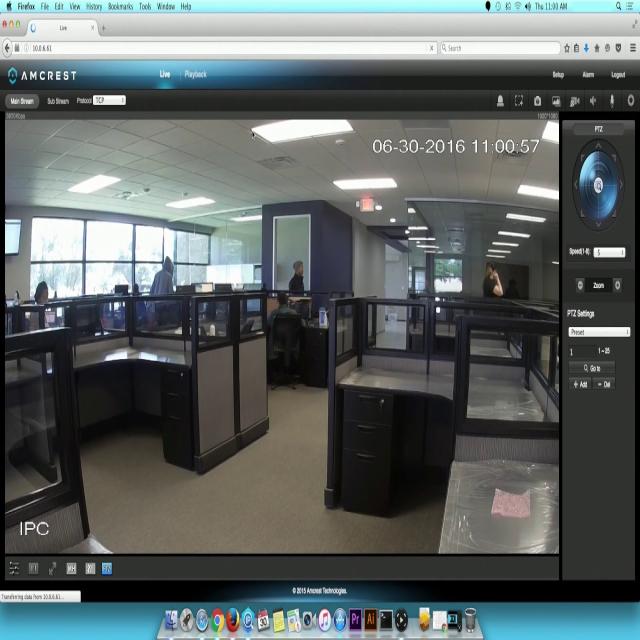 Firefox File Edit View History Bookmarks Tools Window Help
Thu 11:00 AM
Live
10.0.6.61
Search
AMCREST
Live Playback
Setup Alarm Logout
Main Stream Sub Stream Protocol TCP
1920*1080
06-30-2016 11:00:57
PTZ
Speed(1-8): 5
Zoom
PTZ Settings
Preset
1 1~25
Go to
Add Del
IPC
© 2015 Amcrest Technologies.
Transferring data from 10.0.6.61...